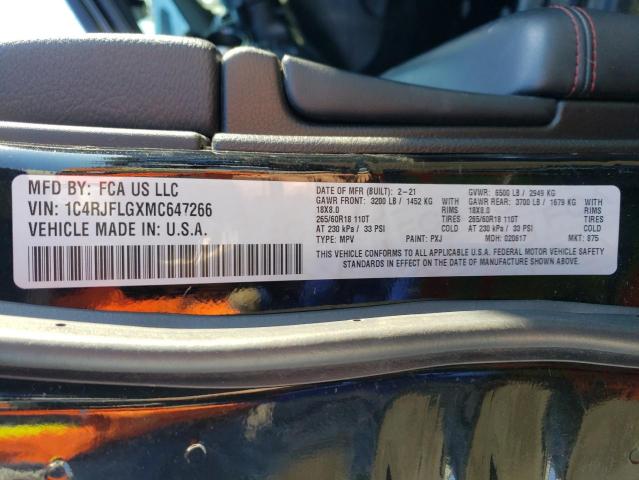 MFD BY: FCA US LLC
VIN: 1C4RJFLGXMC647266
VEHICLE MADE IN: U.S.A.
DATE OF MFR (BUILT): 2-21 GVWR: 6500 LB / 2949 KG
GAWR FRONT: 3200 LB / 1452 KG RIMS GAWR REAR: 3700 LB / 1679 KG RIMS
18X8.0 18X8.0
265/60R18 110T TIRES 265/60R18 110T TIRES
AT 230 kPa / 33 PSI COLD AT 230 kPa / 33 PSI COLD
TYPE: MPV PAINT: PXJ MDH: 020617 MKT: 875
THIS VEHICLE CONFORMS TO ALL APPLICABLE U.S.A. FEDERAL MOTOR VEHICLE SAFETY
STANDARDS IN EFFECT ON THE DATE OF MANUFACTURE SHOWN ABOVE.